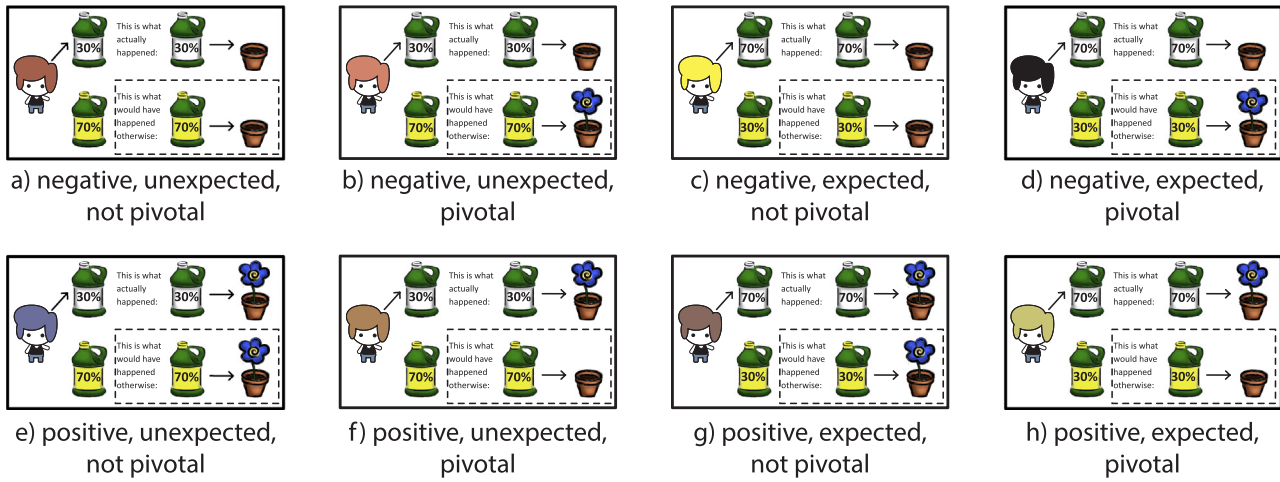 30%
This is what
actually
happened:
30%
70%
This is what
would have
happened
otherwise:
70%
a) negative, unexpected,
not pivotal
30%
This is what
actually
happened:
30%
70%
This is what
would have
happened
otherwise:
70%
b) negative, unexpected,
pivotal
70%
This is what
actually
happened:
70%
30%
This is what
would have
happened
otherwise:
30%
c) negative, expected,
not pivotal
70%
This is what
actually
happened:
70%
30%
This is what
would have
happened
otherwise:
30%
d) negative, expected,
pivotal
30%
This is what
actually
happened:
30%
70%
This is what
would have
happened
otherwise:
70%
e) positive, unexpected,
not pivotal
30%
This is what
actually
happened:
30%
70%
This is what
would have
happened
otherwise:
70%
f) positive, unexpected,
pivotal
70%
This is what
actually
happened:
70%
30%
This is what
would have
happened
otherwise:
30%
g) positive, expected,
not pivotal
70%
This is what
actually
happened:
70%
30%
This is what
would have
happened
otherwise:
30%
h) positive, expected,
pivotal